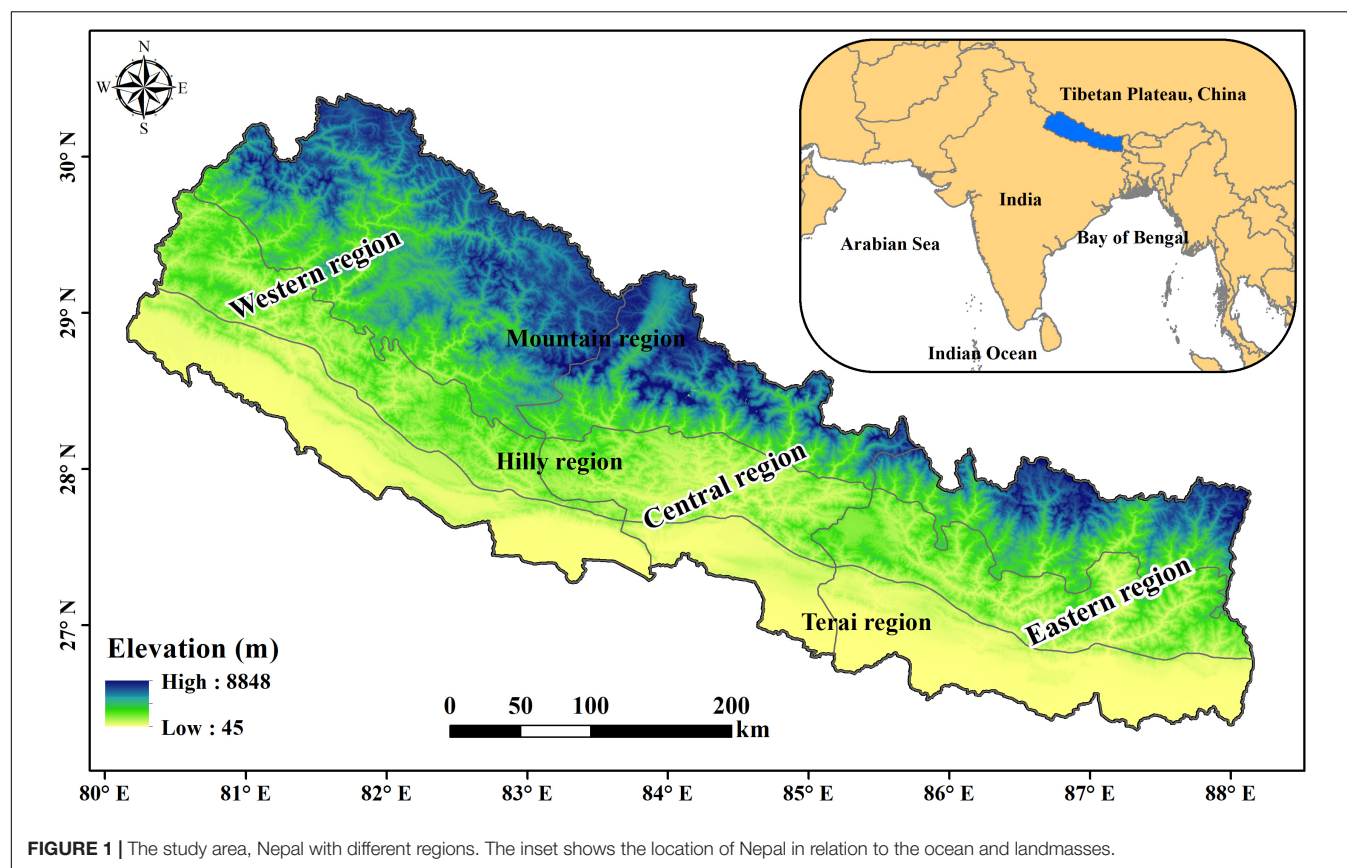 N
W E
S
Tibetan Plateau, China
India
Arabian Sea
Bay of Bengal
Indian Ocean
30° N
29° N
28° N
27° N
Western region
Mountain region
Hilly region
Central region
Terai region
Eastern region
Elevation (m)
High : 8848
Low : 45
0 50 100 200
km
80° E 81° E 82° E 83° E 84° E 85° E 86° E 87° E 88° E
FIGURE 1 | The study area, Nepal with different regions. The inset shows the location of Nepal in relation to the ocean and landmasses.